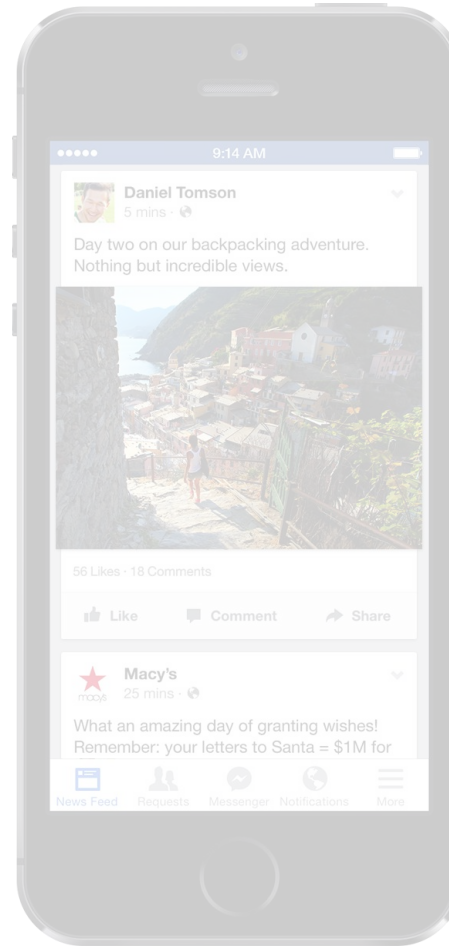 9:14 AM
Daniel Tomson
5 mins ·
Day two on our backpacking adventure.
Nothing but incredible views.
56 Likes · 18 Comments
Like Comment Share
macy's
Macy's
25 mins ·
What an amazing day of granting wishes!
Remember: your letters to Santa = $1M for
News Feed Requests Messenger Notifications More